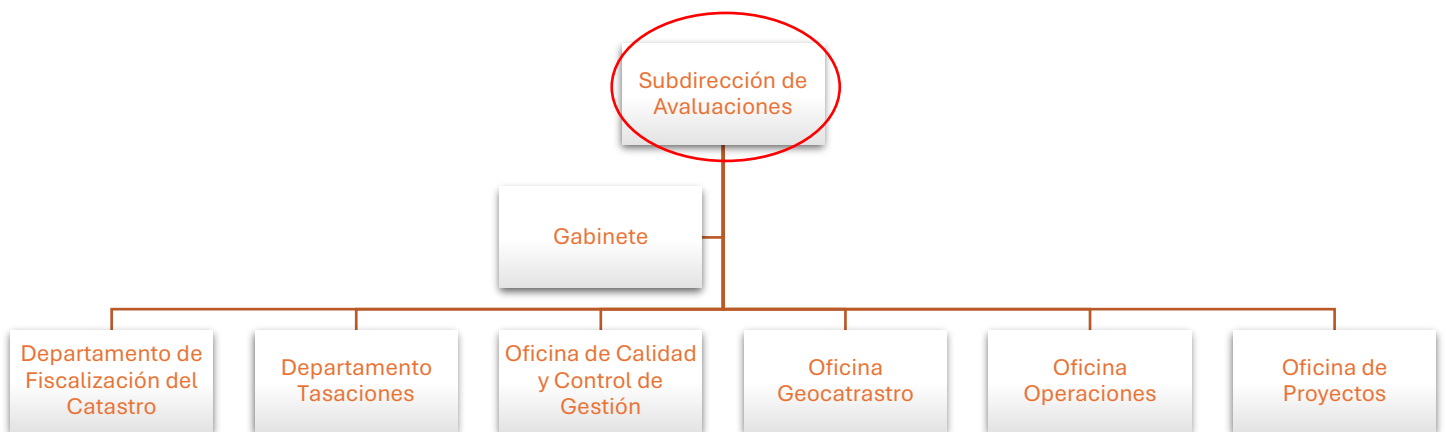 Subdirección de
Avaluaciones
Gabinete
Departamento de
Fiscalización del
Catastro
Departamento
Tasaciones
Oficina de Calidad
y Control de
Gestión
Oficina
Geocatrastro
Oficina
Operaciones
Oficina de
Proyectos